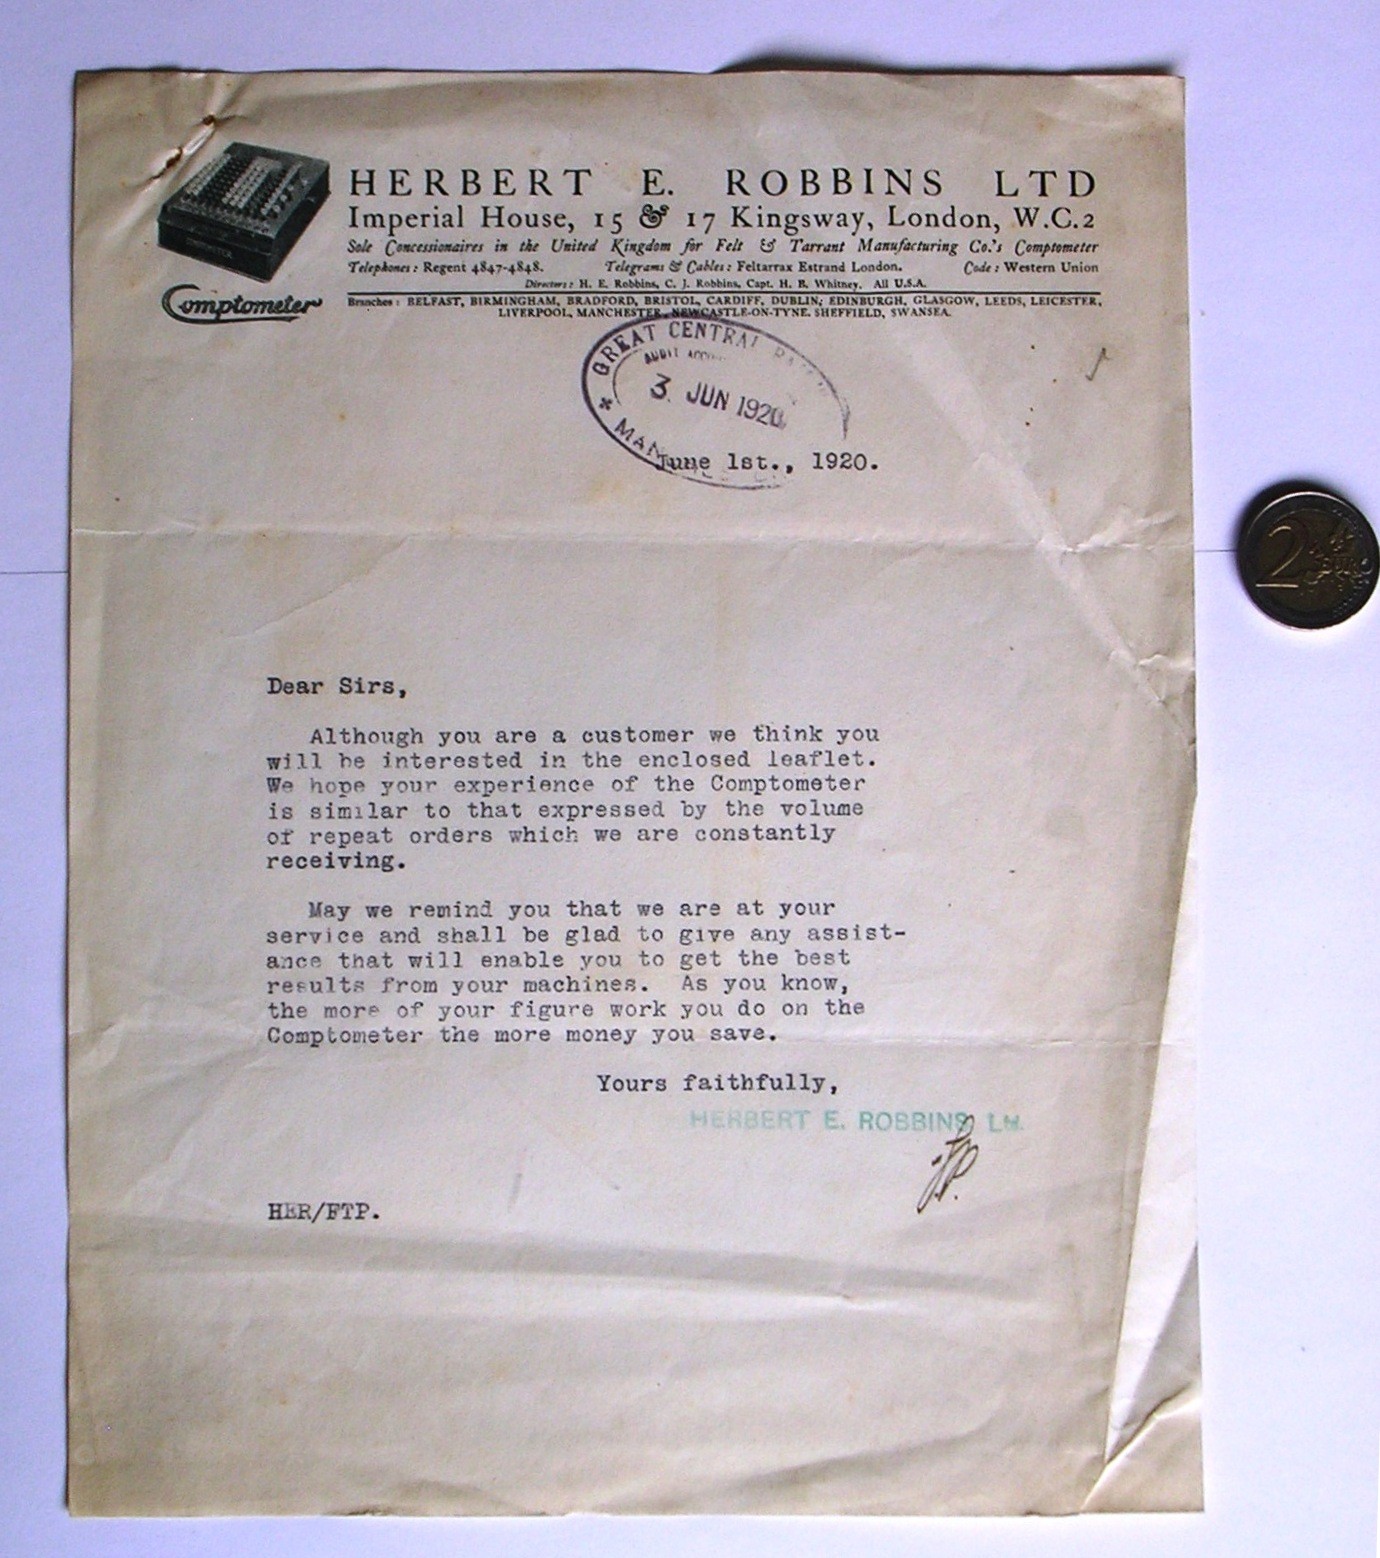 HERBERT E. ROBBINS LTD
Imperial House, 15 & 17 Kingsway, London, W.C.2
Sole Concessionaires in the United Kingdom for Felt & Tarrant Manufacturing Co.'s Comptometer
Telephones: Regent 4847-4848. Telegrams & Cables: Feltarrax Estrand London. Code: Western Union
Directors: H. E. Robbins, C. J. Robbins, Capt. H. B. Whitney. All U.S.A.
Comptometer
Branches: BELFAST, BIRMINGHAM, BRADFORD, BRISTOL, CARDIFF, DUBLIN, EDINBURGH, GLASGOW, LEEDS, LEICESTER,
LIVERPOOL, MANCHESTER, NEWCASTLE-ON-TYNE, SHEFFIELD, SWANSEA.
GREAT CENTRAL
AUDIT
3 JUN 1920
June 1st., 1920.
2
EURO
Dear Sirs,
Although you are a customer we think you
will be interested in the enclosed leaflet.
We hope your experience of the Comptometer
is similar to that expressed by the volume
of repeat orders which we are constantly
receiving.
May we remind you that we are at your
service and shall be glad to give any assist-
ance that will enable you to get the best
results from your machines. As you know,
the more of your figure work you do on the
Comptometer the more money you save.
Yours faithfully,
HERBERT E. ROBBINS, Ltd.
HER/FTP.